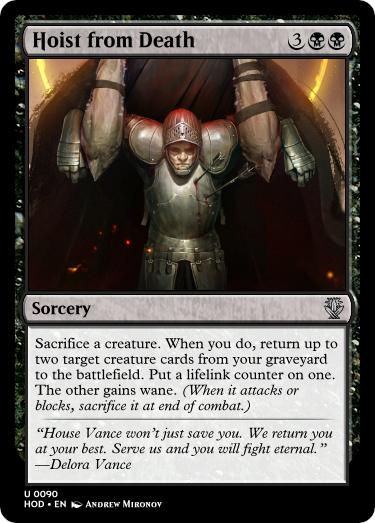 Hoist from Death 3
Sorcery
Sacrifice a creature. When you do, return up to
two target creature cards from your graveyard
to the battlefield. Put a lifelink counter on one.
The other gains wane. (When it attacks or
blocks, sacrifice it at end of combat.)
“House Vance won’t just save you. We return you
at your best. Serve us and you will fight eternal.”
—Delora Vance
U 0090
HOD • EN Andrew Mironov